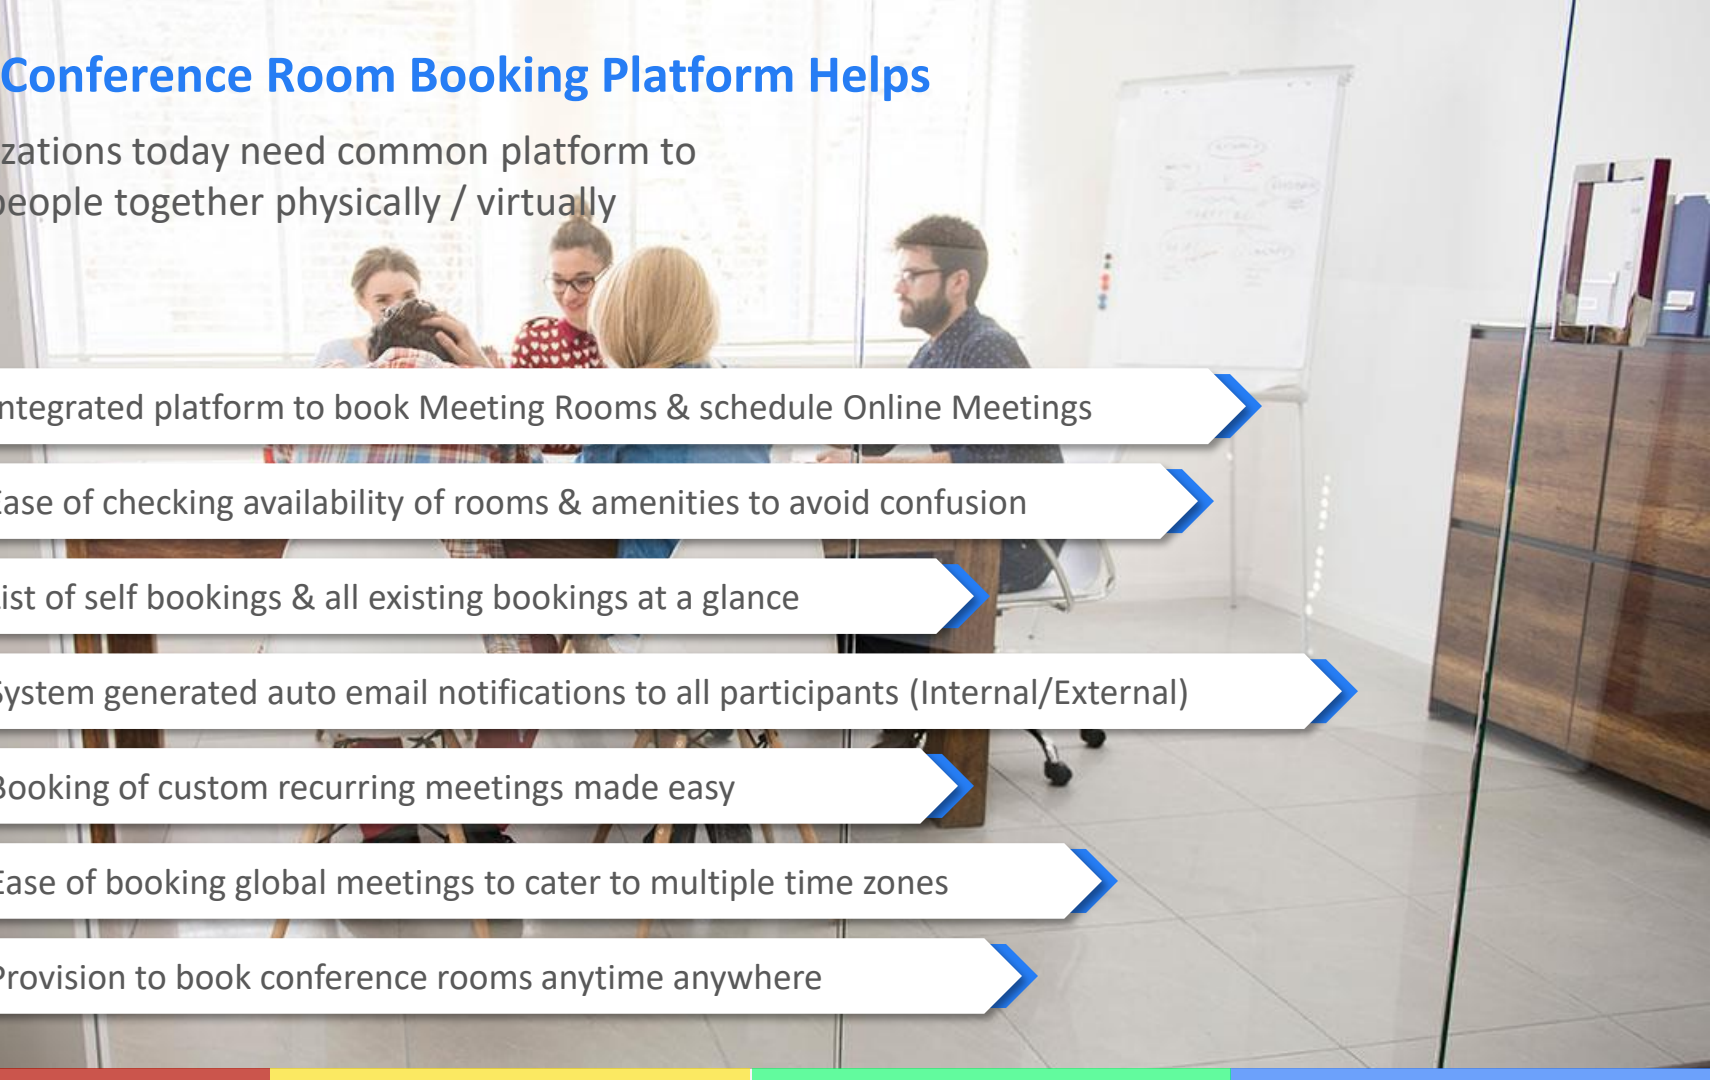 Conference Room Booking Platform Helps
zations today need common platform to
people together physically / virtually
ntegrated platform to book Meeting Rooms & schedule Online Meetings
Ease of checking availability of rooms & amenities to avoid confusion
List of self bookings & all existing bookings at a glance
System generated auto email notifications to all participants (Internal/External)
Booking of custom recurring meetings made easy
Ease of booking global meetings to cater to multiple time zones
Provision to book conference rooms anytime anywhere